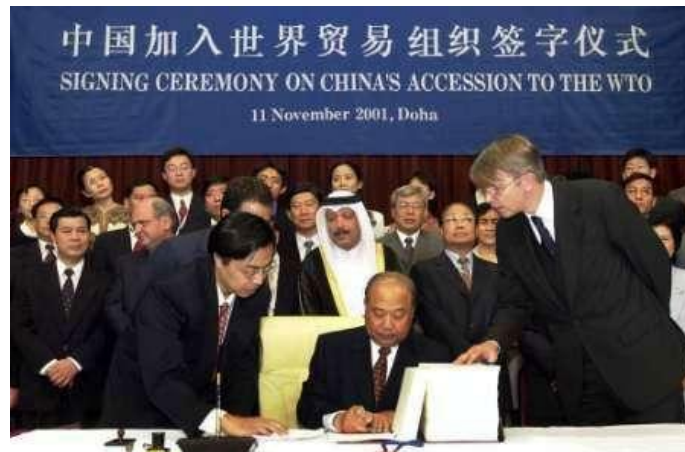 中国加入世界贸易组织签字仪式
SIGNING CEREMONY ON CHINA'S ACCESSION TO THE WTO
11 November 2001, Doha